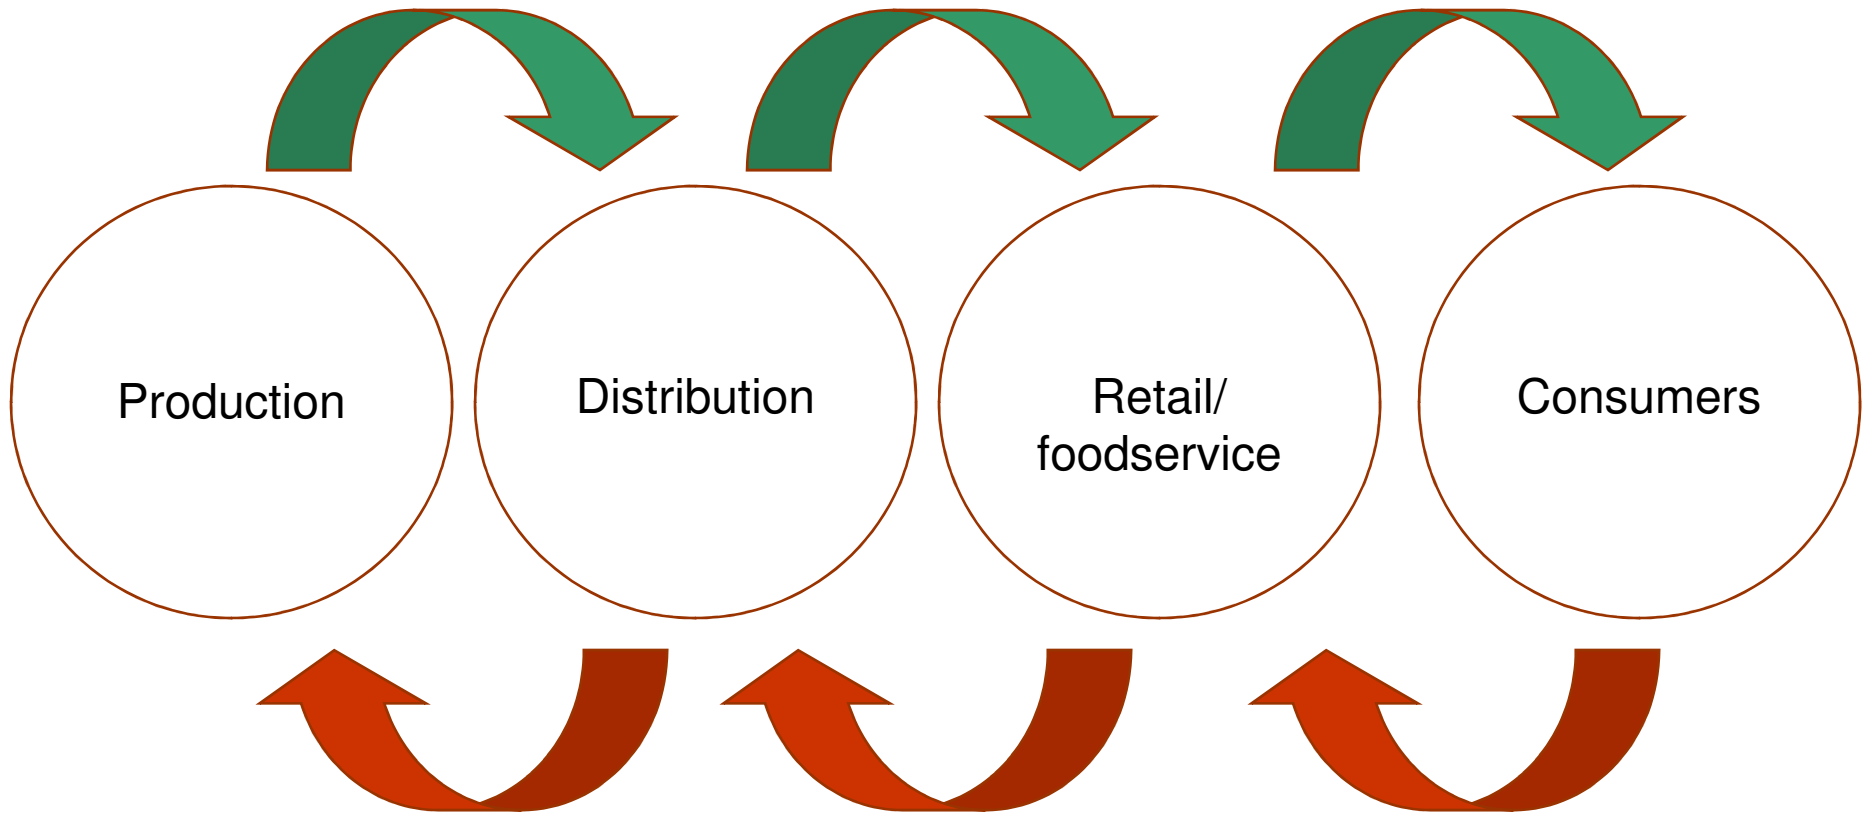 Production
Distribution
Retail/
foodservice
Consumers